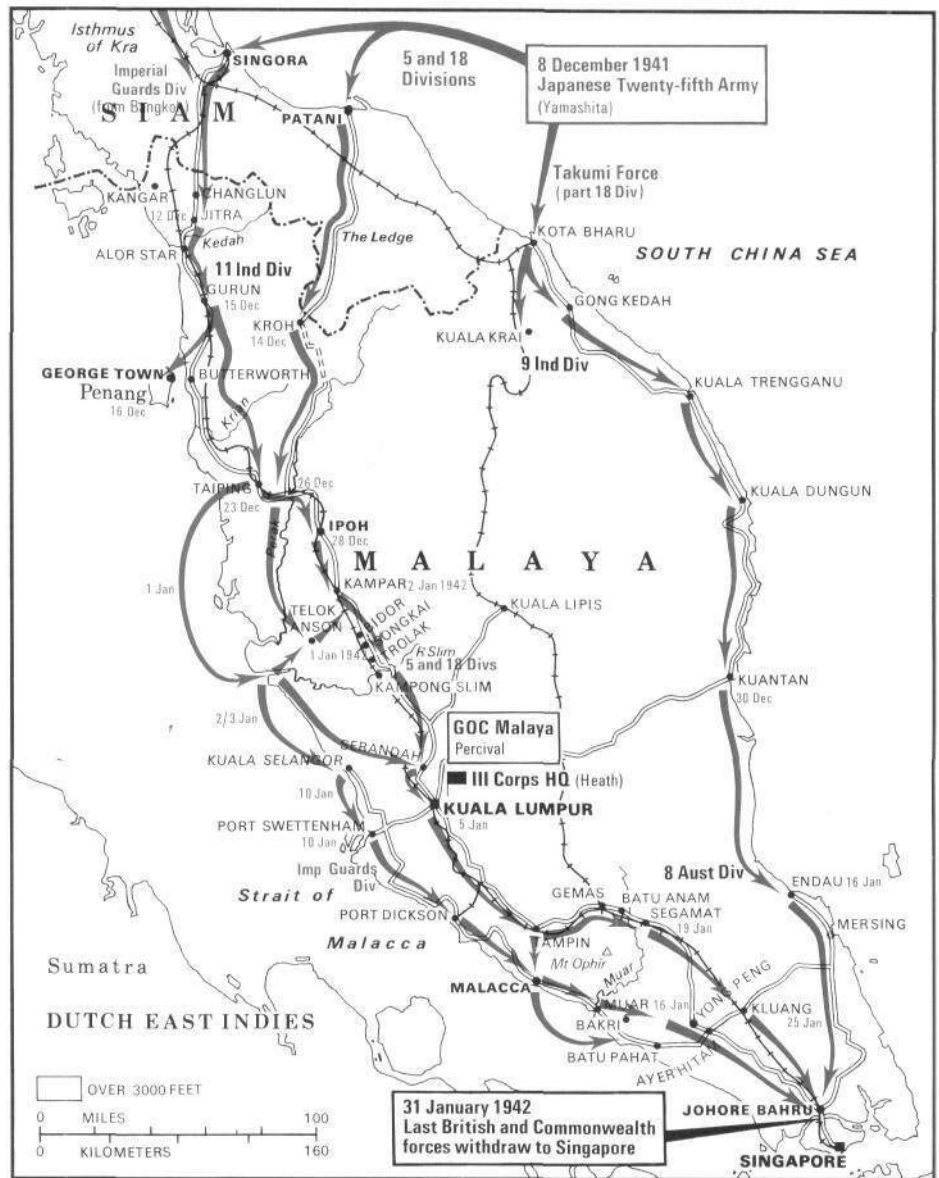 Isthmus
of Kra
SINGORA
Imperial
Guards Div
(from Bangkok)
SIAM
5 and 18
Divisions
PATANI
8 December 1941
Japanese Twenty-fifth Army
(Yamashita)
Takumi Force
(part 18 Div)
KANGAR
CHANGLUN
12 Dec
JITRA
Kedah
ALOR STAR
The Ledge
KOTA BHARU
SOUTH CHINA SEA
11 Ind Div
GURUN
15 Dec
GONG KEDAH
KROH
14 Dec
KUALA KRAI
9 Ind Div
GEORGE TOWN
Penang
16 Dec
BUTTERWORTH
Krian
KUALA TRENGGANU
TAIPING
23 Dec
26 Dec
KUALA DUNGUN
IPOH
28 Dec
Perak
MALAYA
1 Jan
KAMPAR
2 Jan 1942
TELOK
ANSON
1 Jan 1942
BIDOR
SONGKAI
TROLAK
KUALA LIPIS
R Slim
5 and 18 Divs
KAMPONG SLIM
KUANTAN
30 Dec
2/3 Jan
GOC Malaya
Percival
SERANDAH
KUALA SELANGOR
III Corps HQ (Heath)
10 Jan
KUALA LUMPUR
5 Jan
PORT SWETTENHAM
10 Jan
Imp Guards
Div
8 Aust Div
ENDAU 16 Jan
Strait of
Malacca
GEMAS
BATU ANAM
SEGAMAT
19 Jan
MERSING
PORT DICKSON
TAMPIN
Mt Ophir
Sumatra
MALACCA
Muar
MUAR 16 Jan
YONG PENG
KLUANG
25 Jan
DUTCH EAST INDIES
BAKRI
BATU PAHAT
AYER HITAM
OVER 3000 FEET
0 MILES 100
0 KILOMETERS 160
31 January 1942
Last British and Commonwealth
forces withdraw to Singapore
JOHORE BAHRU
SINGAPORE